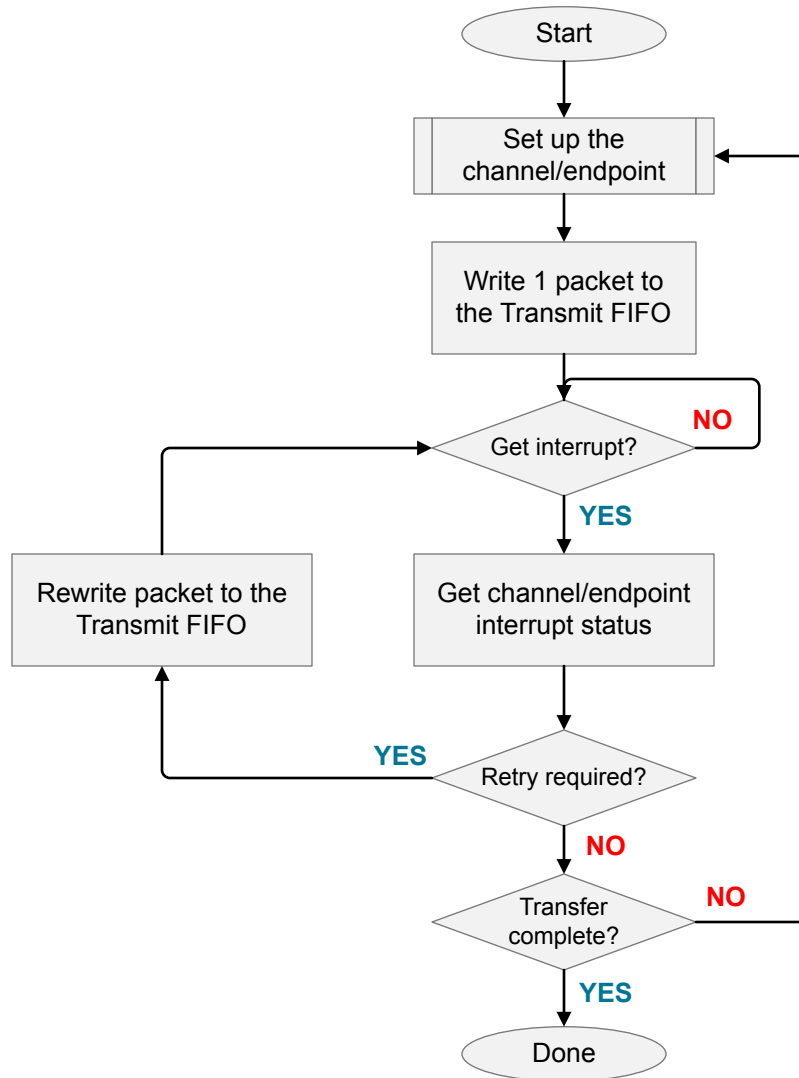 Start
Set up the
channel/endpoint
Write 1 packet to
the Transmit FIFO
NO
Get interrupt?
YES
Rewrite packet to the
Transmit FIFO
Get channel/endpoint
interrupt status
YES
Retry required?
NO
NO
Transfer
complete?
YES
Done